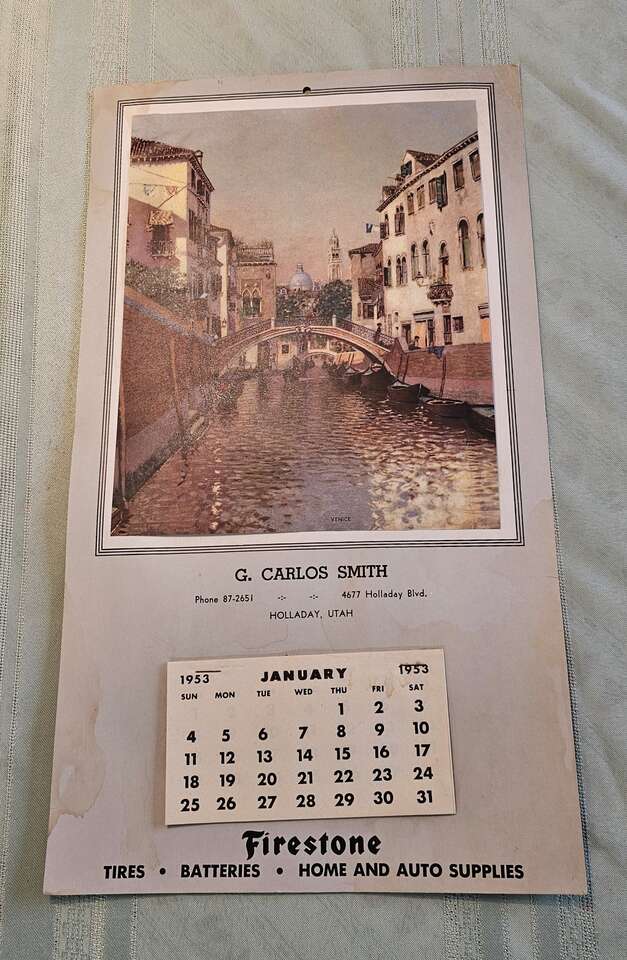 VENICE
G. CARLOS SMITH
Phone 87-2651 -:- -:- 4677 Holladay Blvd.
HOLLADAY, UTAH
1953 JANUARY 1953
SUN MON TUE WED THU FRI SAT
1 2 3
4 5 6 7 8 9 10
11 12 13 14 15 16 17
18 19 20 21 22 23 24
25 26 27 28 29 30 31
Firestone
TIRES • BATTERIES • HOME AND AUTO SUPPLIES